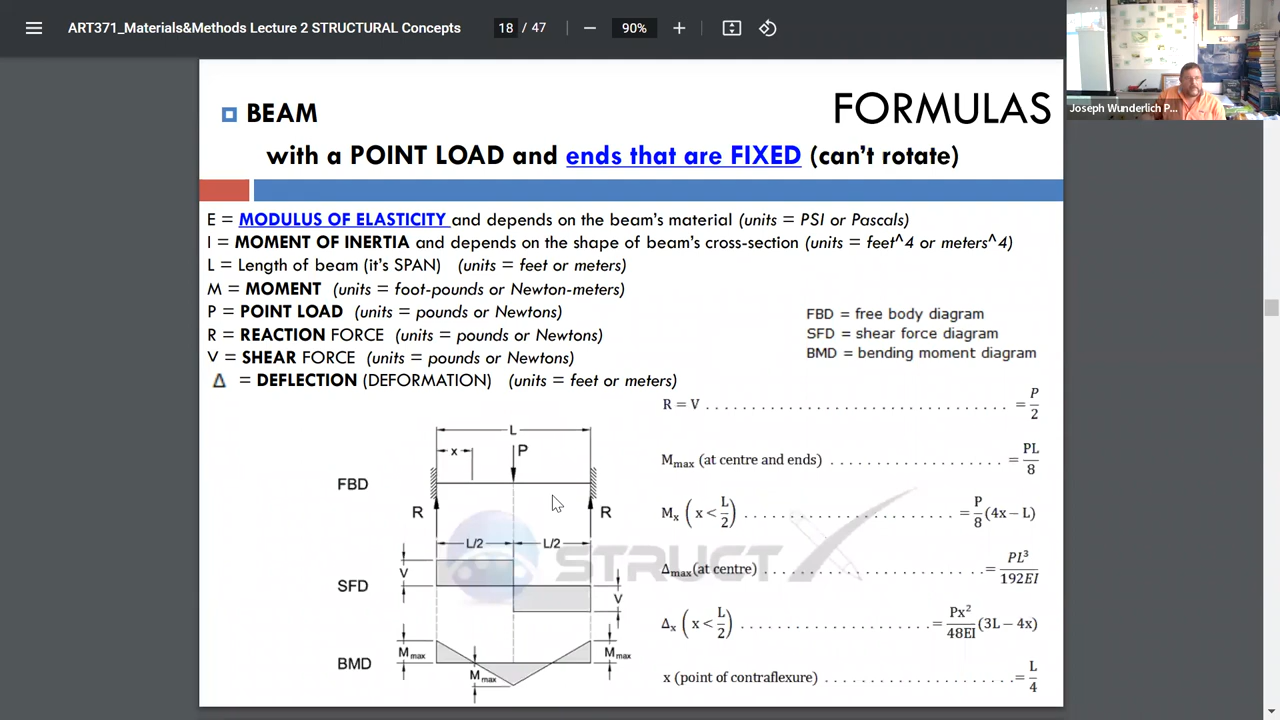 ART371_Materials&Methods Lecture 2 STRUCTURAL Concepts
18 / 47
90%
Joseph Wunderlich P...
BEAM
FORMULAS
with a POINT LOAD and ends that are FIXED (can't rotate)
E = MODULUS OF ELASTICITY and depends on the beam's material (units = PSI or Pascals)
I = MOMENT OF INERTIA and depends on the shape of beam's cross-section (units = feet^4 or meters^4)
L = Length of beam (it's SPAN) (units = feet or meters)
M = MOMENT (units = foot-pounds or Newton-meters)
P = POINT LOAD (units = pounds or Newtons)
R = REACTION FORCE (units = pounds or Newtons)
V = SHEAR FORCE (units = pounds or Newtons)
Δ = DEFLECTION (DEFORMATION) (units = feet or meters)
FBD = free body diagram
SFD = shear force diagram
BMD = bending moment diagram
R = V . . . . . . . . . . . . . . . . . . . . = P/2
Mmax (at centre and ends) . . . . . . . . . . . . . . . . . . . . = PL/8
Mx (x < L/2) . . . . . . . . . . . . . . . . . . . . = P/8 (4x – L)
Δmax(at centre) . . . . . . . . . . . . . . . . . . . . = PL³/192EI
Δx (x < L/2) . . . . . . . . . . . . . . . . . . . . = Px²/48EI (3L – 4x)
x (point of contraflexure) . . . . . . . . . . . . . . . . . . . . = L/4
L
x
P
FBD
R
R
L/2
L/2
STRUCT
V
SFD
V
Mmax
BMD
Mmax
Mmax